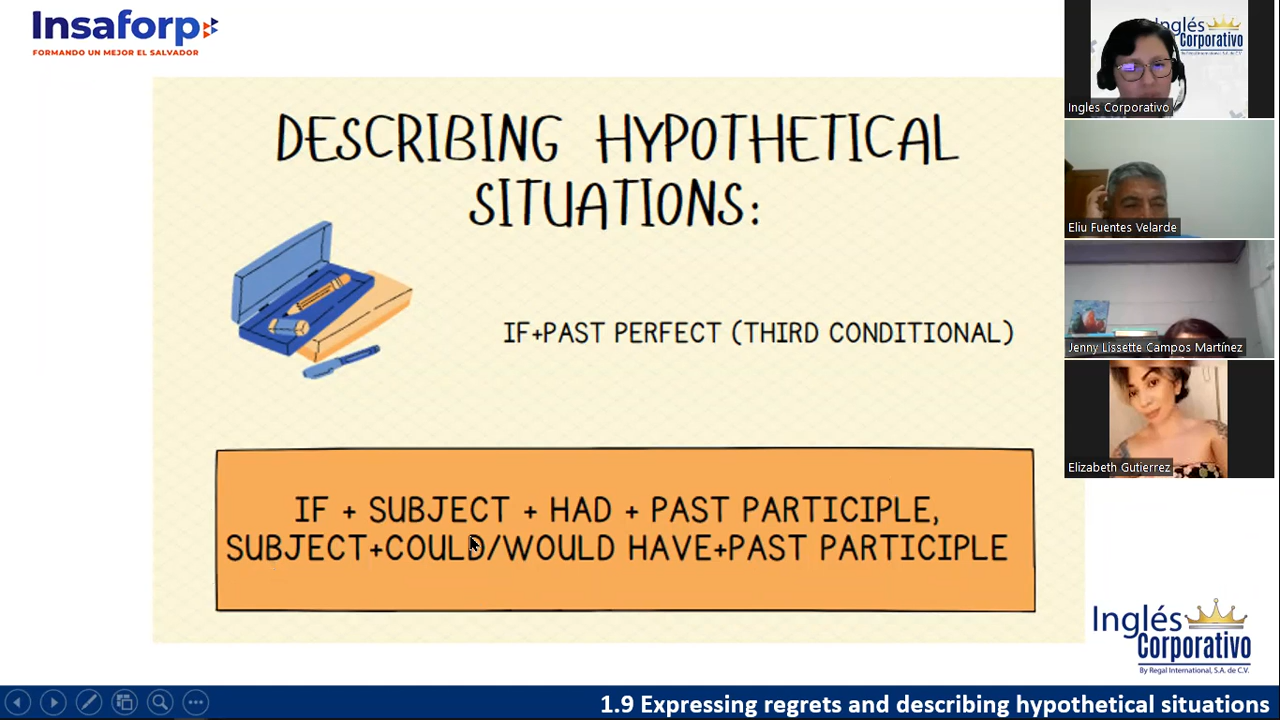 Insaforp
FORMANDO UN MEJOR EL SALVADOR
DESCRIBING HYPOTHETICAL
SITUATIONS:
IF+PAST PERFECT (THIRD CONDITIONAL)
IF + SUBJECT + HAD + PAST PARTICIPLE,
SUBJECT+COULD/WOULD HAVE+PAST PARTICIPLE
Inglés
Corporativo
Ingles Corporativo
Eliu Fuentes Velarde
Jenny Lissette Campos Martínez
Elizabeth Gutierrez
Inglés
Corporativo
By Regal International, S.A. de C.V.
1.9 Expressing regrets and describing hypothetical situations